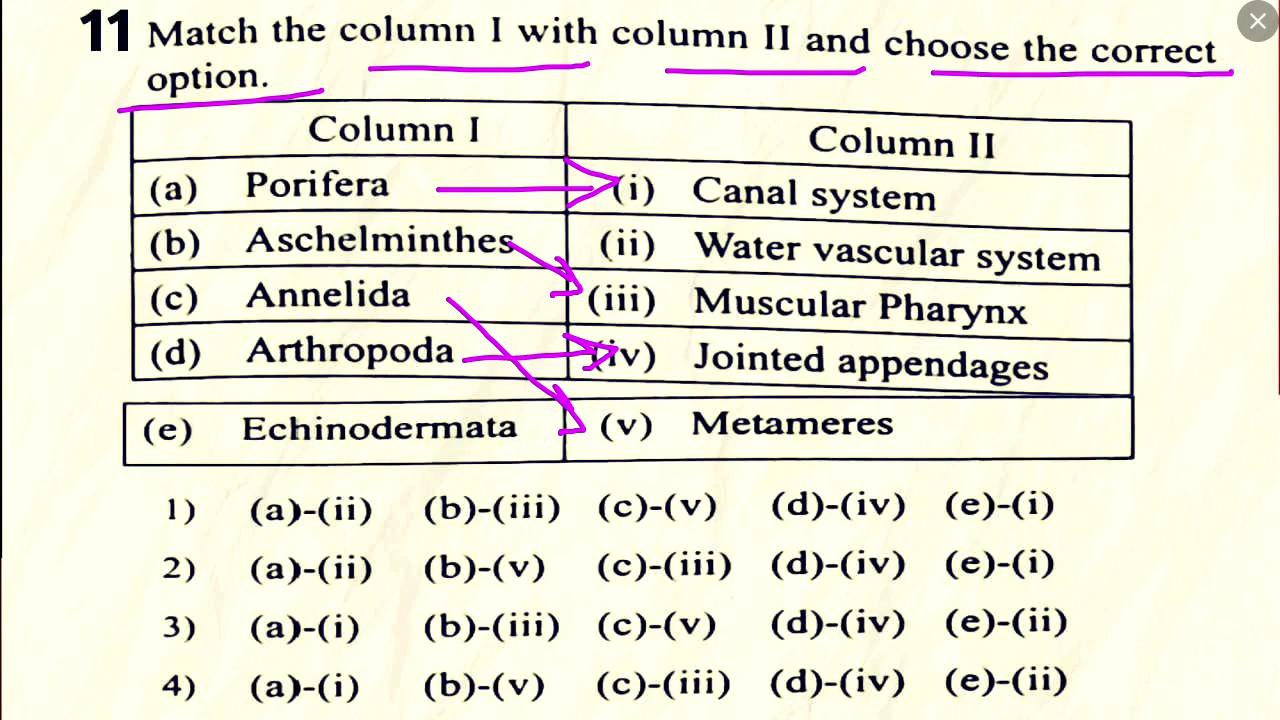 11 Match the column I with column II and choose the correct
option.
Column I Column II
(a) Porifera (i) Canal system
(b) Aschelminthes (ii) Water vascular system
(c) Annelida (iii) Muscular Pharynx
(d) Arthropoda (iv) Jointed appendages
(e) Echinodermata (v) Metameres
1) (a)-(ii) (b)-(iii) (c)-(v) (d)-(iv) (e)-(i)
2) (a)-(ii) (b)-(v) (c)-(iii) (d)-(iv) (e)-(i)
3) (a)-(i) (b)-(iii) (c)-(v) (d)-(iv) (e)-(ii)
4) (a)-(i) (b)-(v) (c)-(iii) (d)-(iv) (e)-(ii)